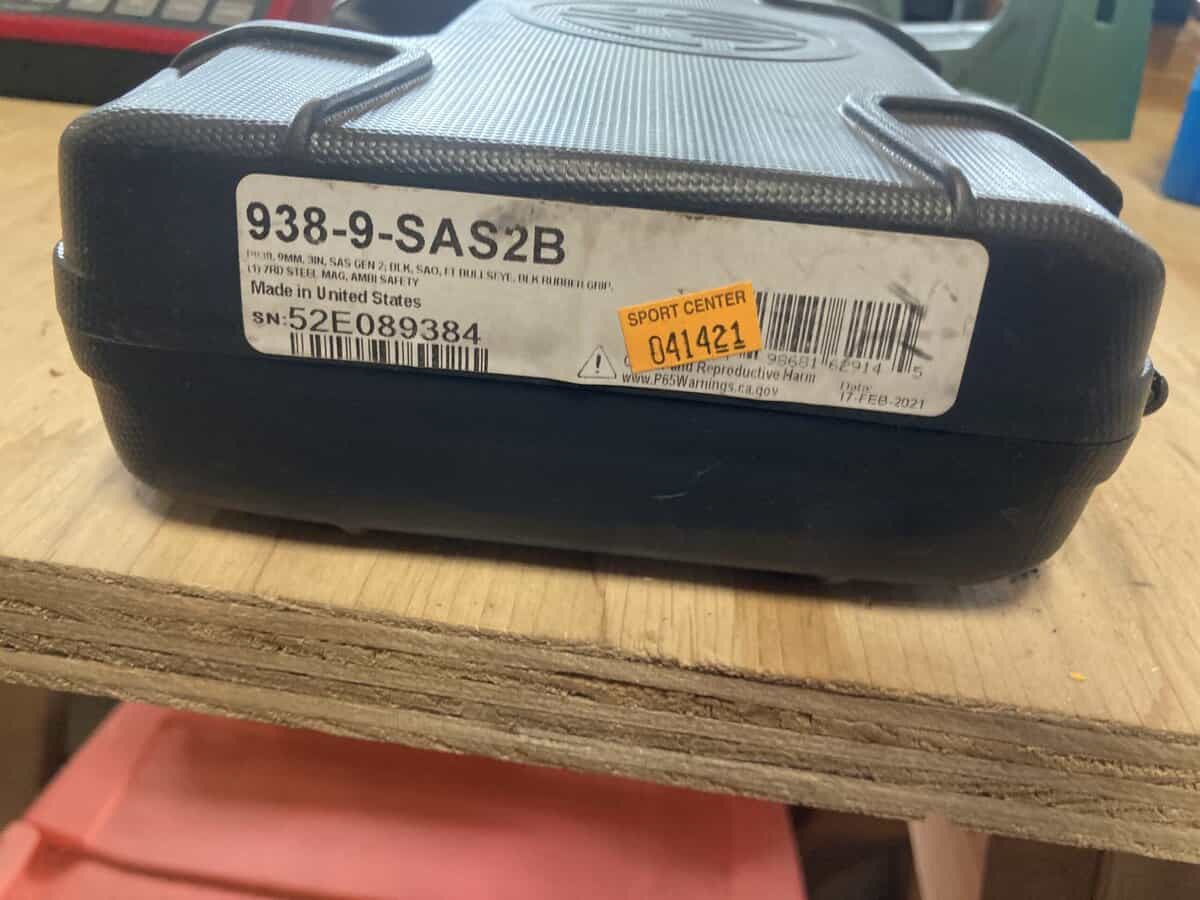 938-9-SAS2B
P938, 9MM, 3IN, SAS GEN 2, BLK, SAO, FT BULLSEYE, BLK RUBBER GRIP,
(1) 7RD STEEL MAG, AMBI SAFETY
Made in United States
SN:52E089384
SPORT CENTER
041421
98681 62914 5
and Reproductive Harm
www.P65Warnings.ca.gov
Date:
17-FEB-2021